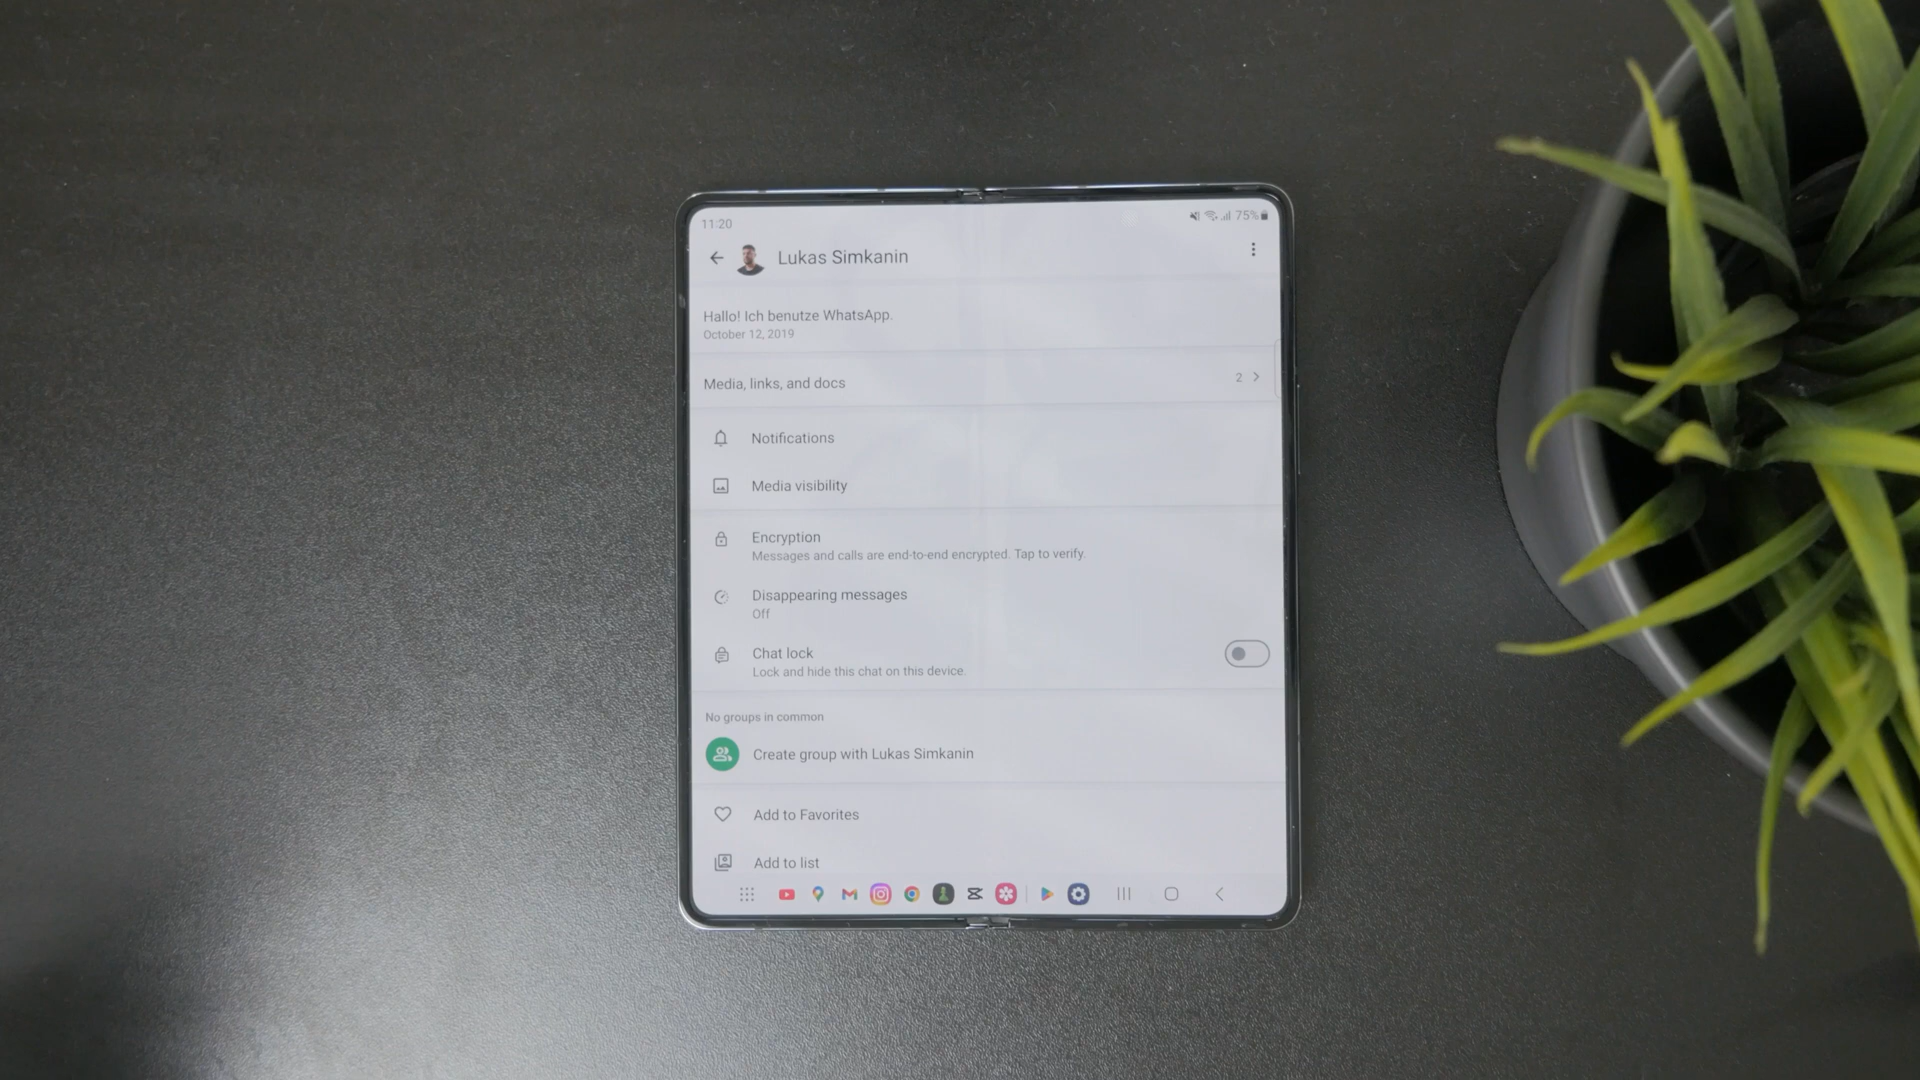 11:20
75%
Lukas Simkanin
Hallo! Ich benutze WhatsApp.
October 12, 2019
Media, links, and docs
2
Notifications
Media visibility
Encryption
Messages and calls are end-to-end encrypted. Tap to verify.
Disappearing messages
Off
Chat lock
Lock and hide this chat on this device.
No groups in common
Create group with Lukas Simkanin
Add to Favorites
Add to list